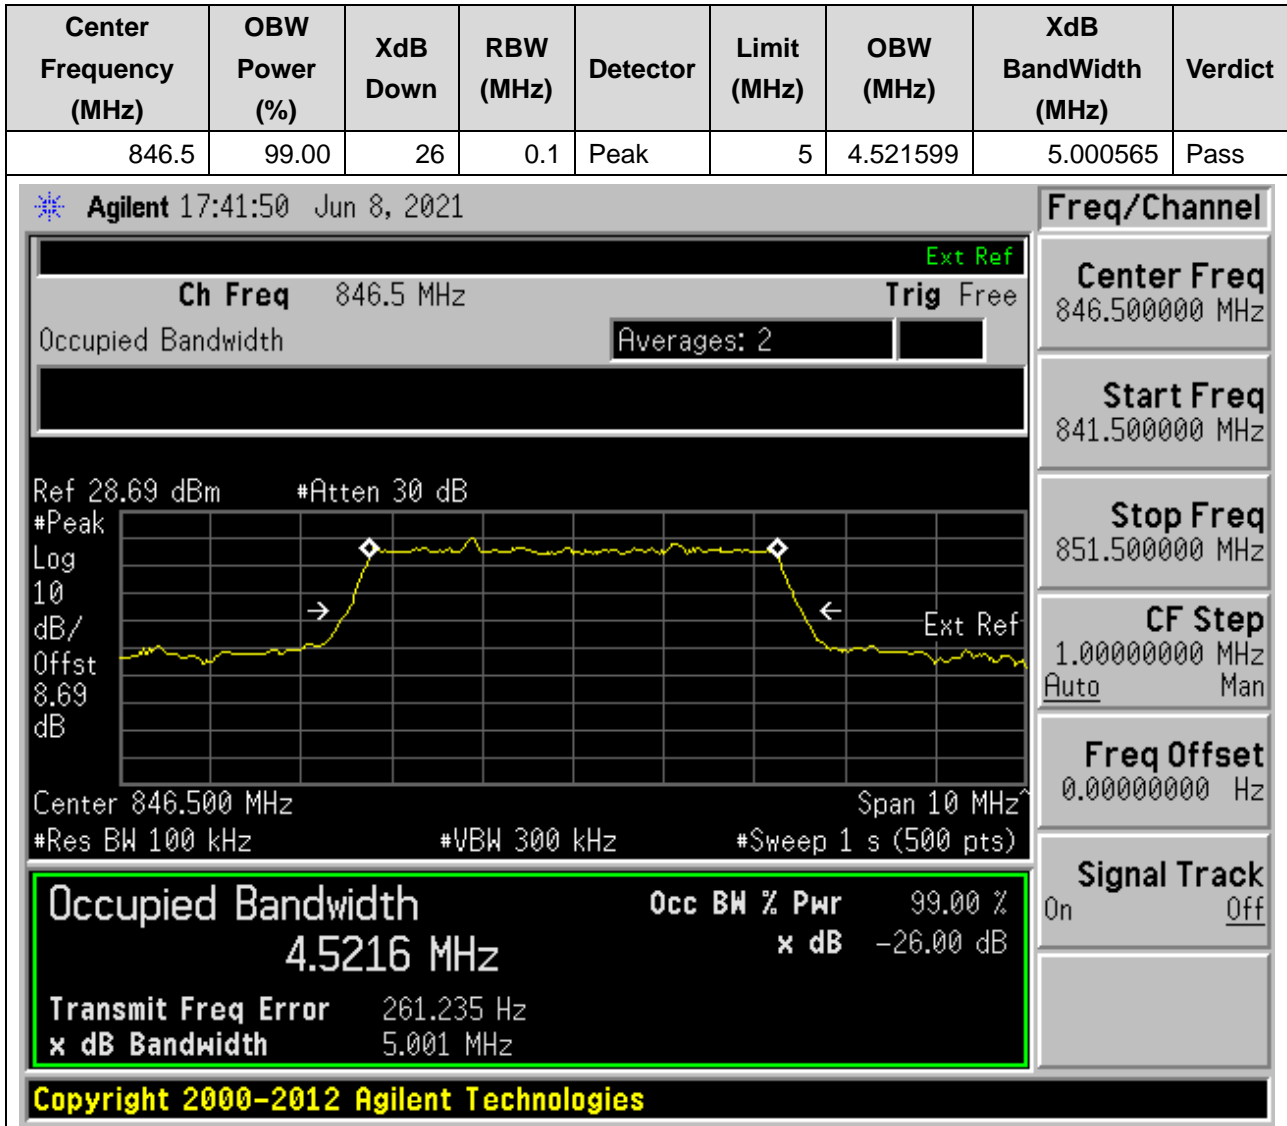 Center Frequency (MHz) OBW Power (%) XdB Down RBW (MHz) Detector Limit (MHz) OBW (MHz) XdB BandWidth (MHz) Verdict
846.5 99.00 26 0.1 Peak 5 4.521599 5.000565 Pass
Agilent 17:41:50 Jun 8, 2021
Freq/Channel
Ext Ref
Ch Freq 846.5 MHz Trig Free
Occupied Bandwidth Averages: 2
Center Freq
846.500000 MHz
Start Freq
841.500000 MHz
Stop Freq
851.500000 MHz
CF Step
1.00000000 MHz
Auto Man
Freq Offset
0.00000000 Hz
Signal Track
On Off
Ref 28.69 dBm #Atten 30 dB
#Peak
Log
10
dB/
Offst
8.69
dB
Ext Ref
Center 846.500 MHz Span 10 MHz^
#Res BW 100 kHz #VBW 300 kHz #Sweep 1 s (500 pts)
Occupied Bandwidth
4.5216 MHz
Occ BW % Pwr 99.00 %
x dB -26.00 dB
Transmit Freq Error 261.235 Hz
x dB Bandwidth 5.001 MHz
Copyright 2000-2012 Agilent Technologies